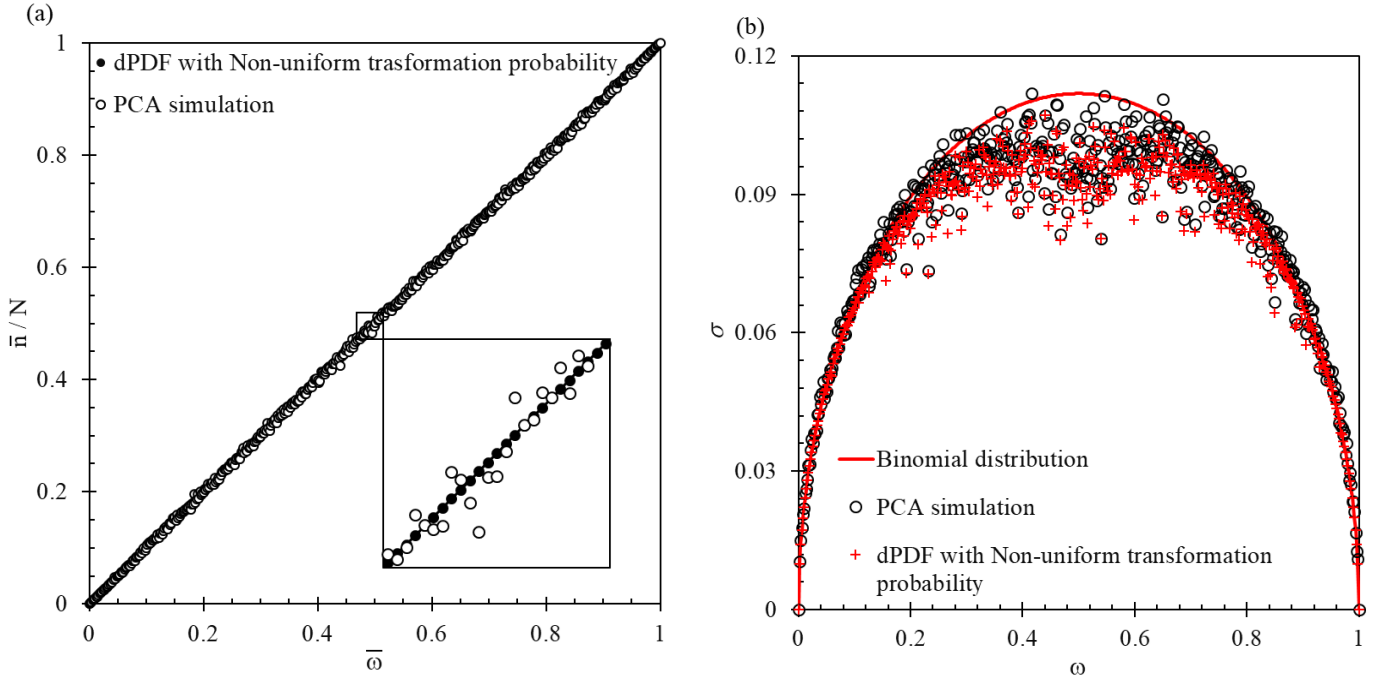 (a)
1
dPDF with Non-uniform trasformation probability
PCA simulation
0.8
0.6
n̅ / N
0.4
0.2
0
0
0.2
0.4
0.6
0.8
1
ω̅
(b)
0.12
0.09
σ
0.06
0.03
0
Binomial distribution
PCA simulation
dPDF with Non-uniform transformation
probability
0
0.2
0.4
0.6
0.8
1
ω